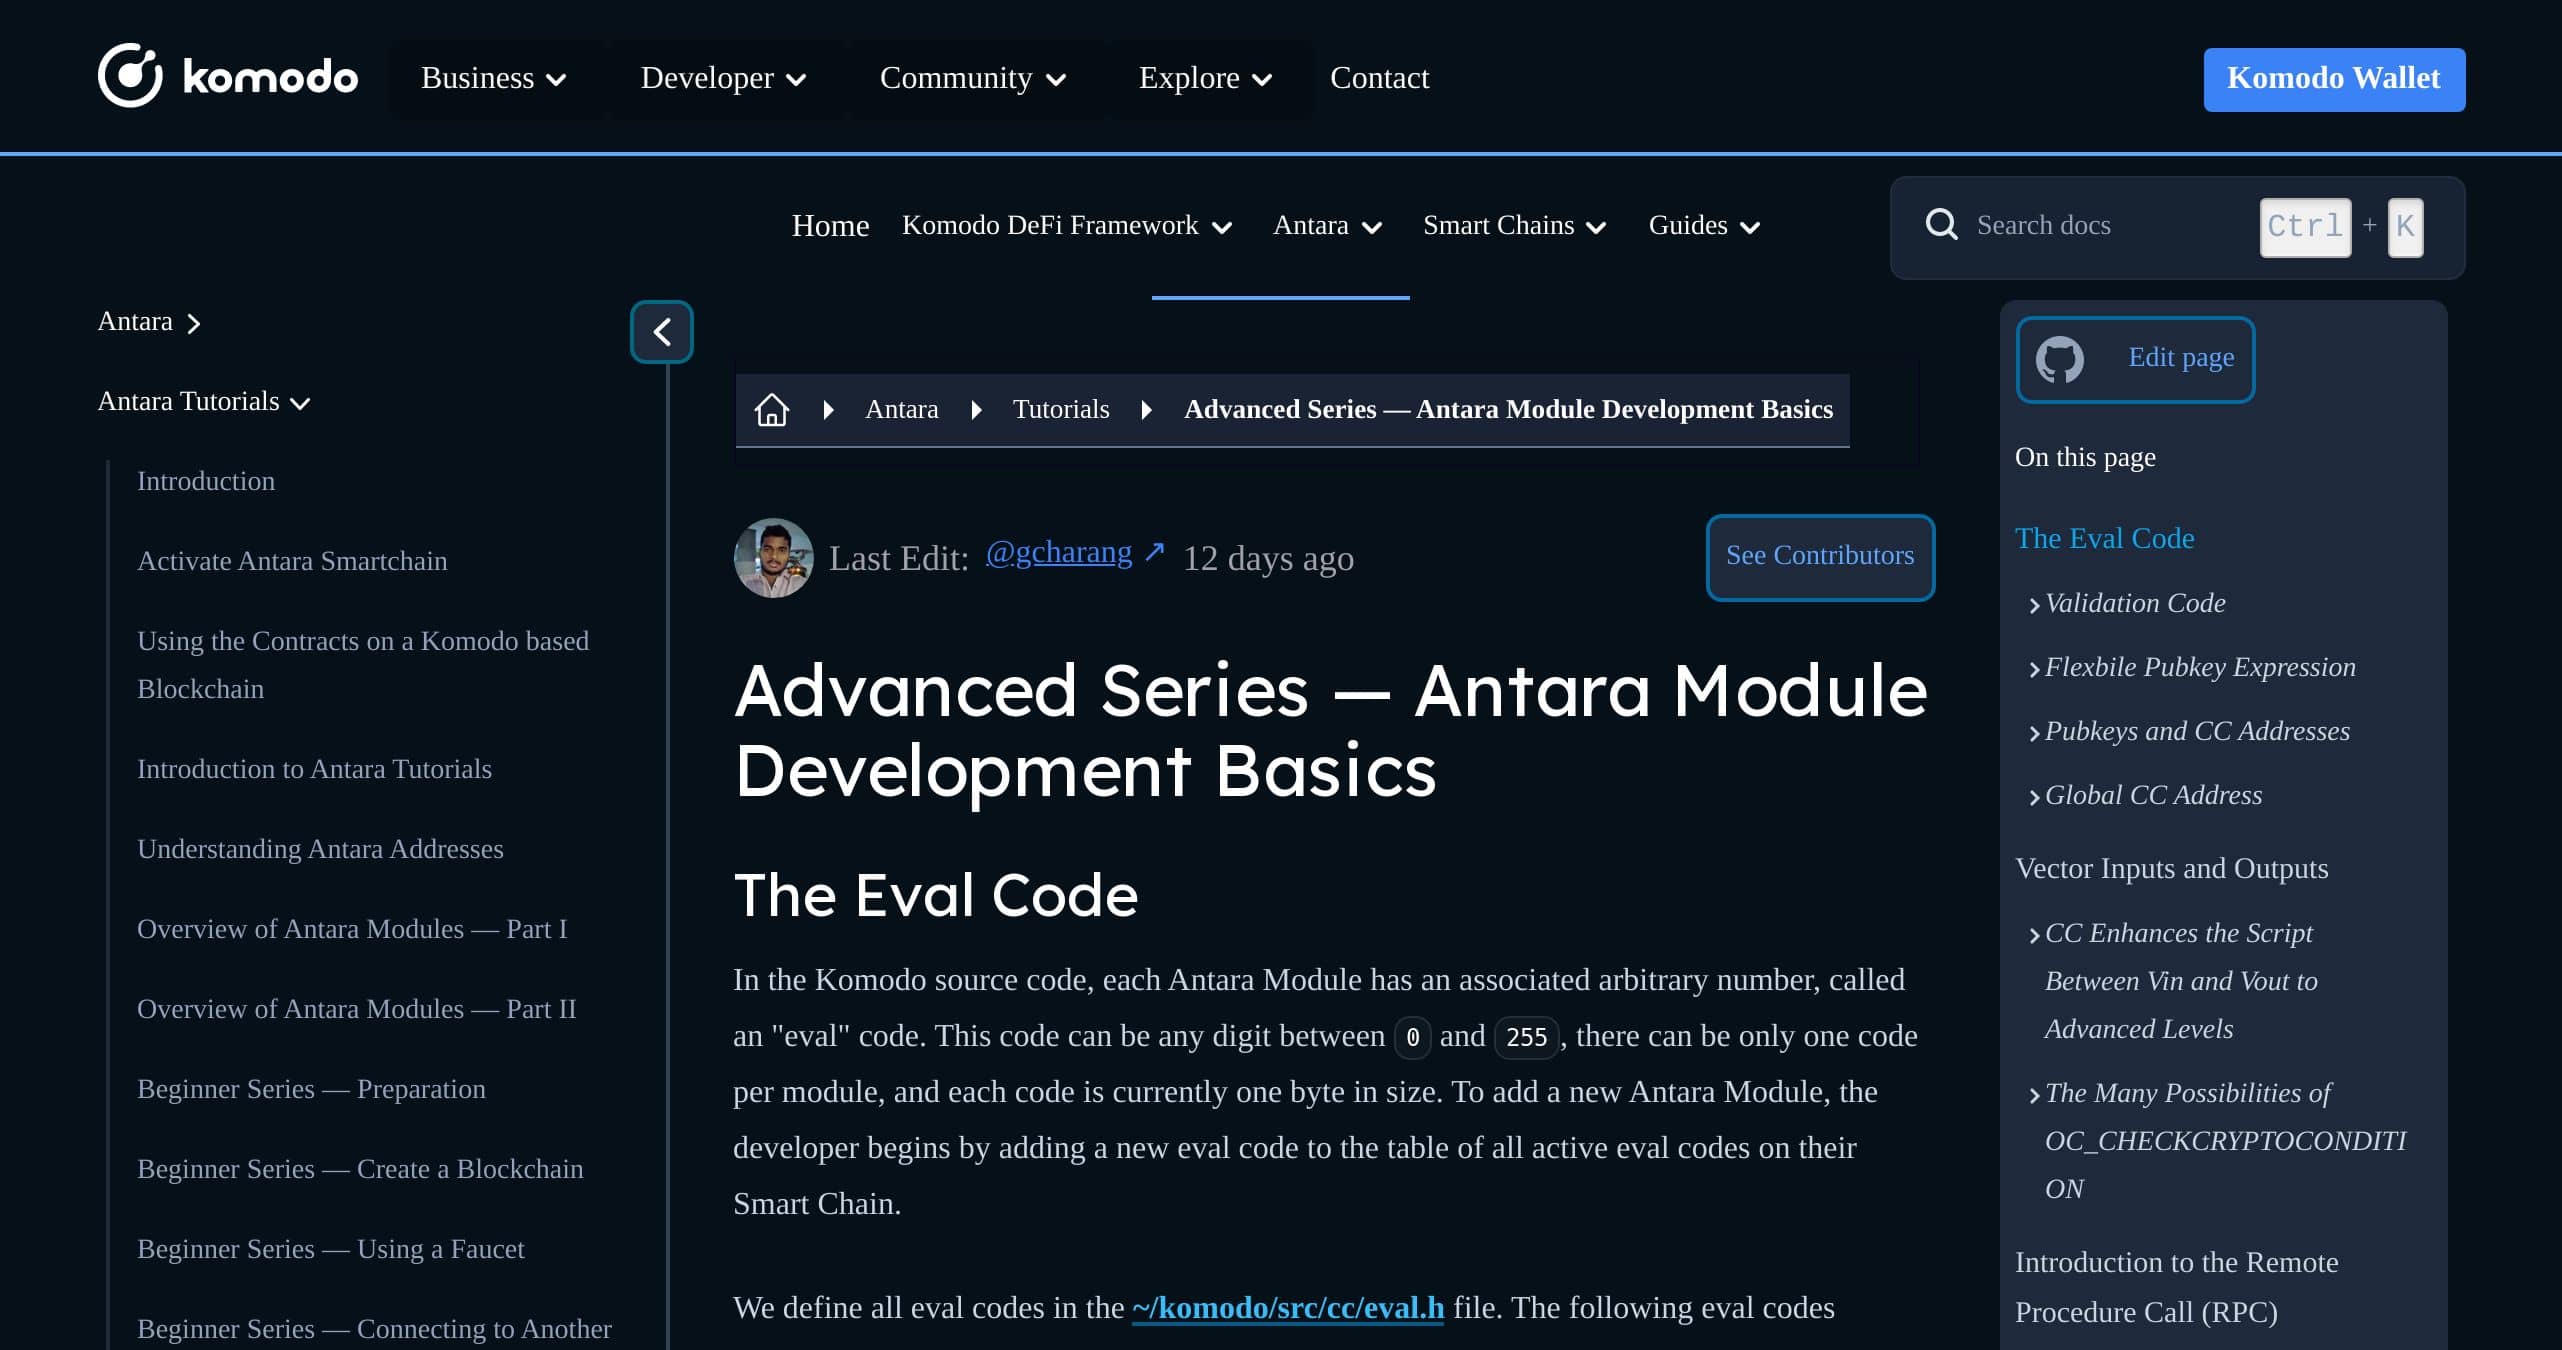 komodo Business Developer Community Explore Contact Komodo Wallet
Home Komodo DeFi Framework Antara Smart Chains Guides Search docs Ctrl + K
Antara
Antara Tutorials
Introduction
Activate Antara Smartchain
Using the Contracts on a Komodo based
Blockchain
Introduction to Antara Tutorials
Understanding Antara Addresses
Overview of Antara Modules — Part I
Overview of Antara Modules — Part II
Beginner Series — Preparation
Beginner Series — Create a Blockchain
Beginner Series — Using a Faucet
Beginner Series — Connecting to Another
Antara Tutorials Advanced Series — Antara Module Development Basics
Last Edit: @gcharang ↗ 12 days ago See Contributors
Advanced Series — Antara Module
Development Basics
The Eval Code
In the Komodo source code, each Antara Module has an associated arbitrary number, called
an "eval" code. This code can be any digit between 0 and 255, there can be only one code
per module, and each code is currently one byte in size. To add a new Antara Module, the
developer begins by adding a new eval code to the table of all active eval codes on their
Smart Chain.
We define all eval codes in the ~/komodo/src/cc/eval.h file. The following eval codes
Edit page
On this page
The Eval Code
Validation Code
Flexbile Pubkey Expression
Pubkeys and CC Addresses
Global CC Address
Vector Inputs and Outputs
CC Enhances the Script
Between Vin and Vout to
Advanced Levels
The Many Possibilities of
OC_CHECKCRYPTOCONDITI
ON
Introduction to the Remote
Procedure Call (RPC)